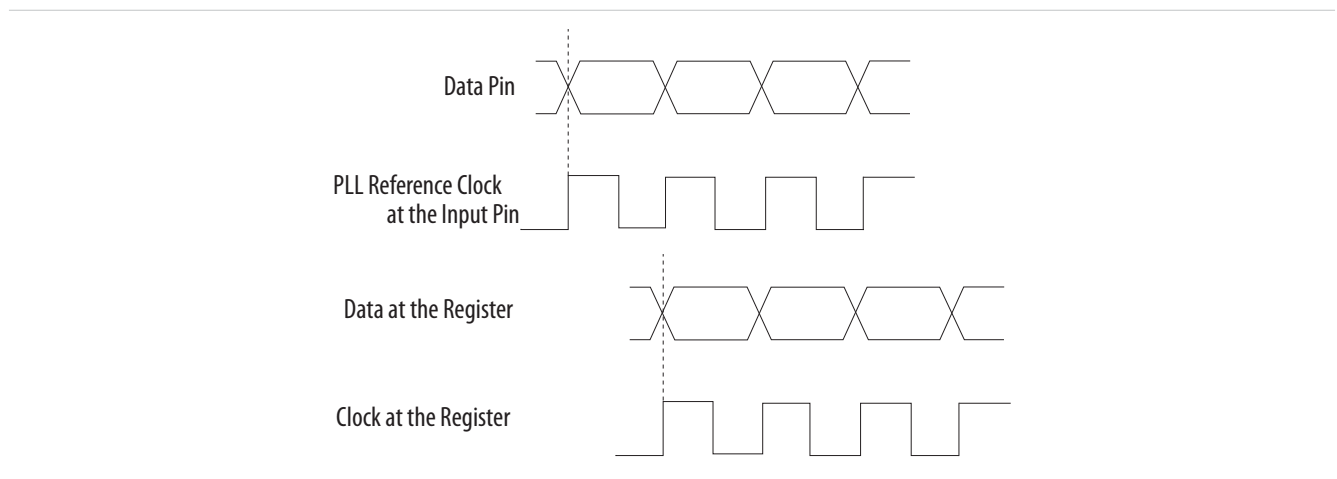 Data Pin
PLL Reference Clock
at the Input Pin
Data at the Register
Clock at the Register